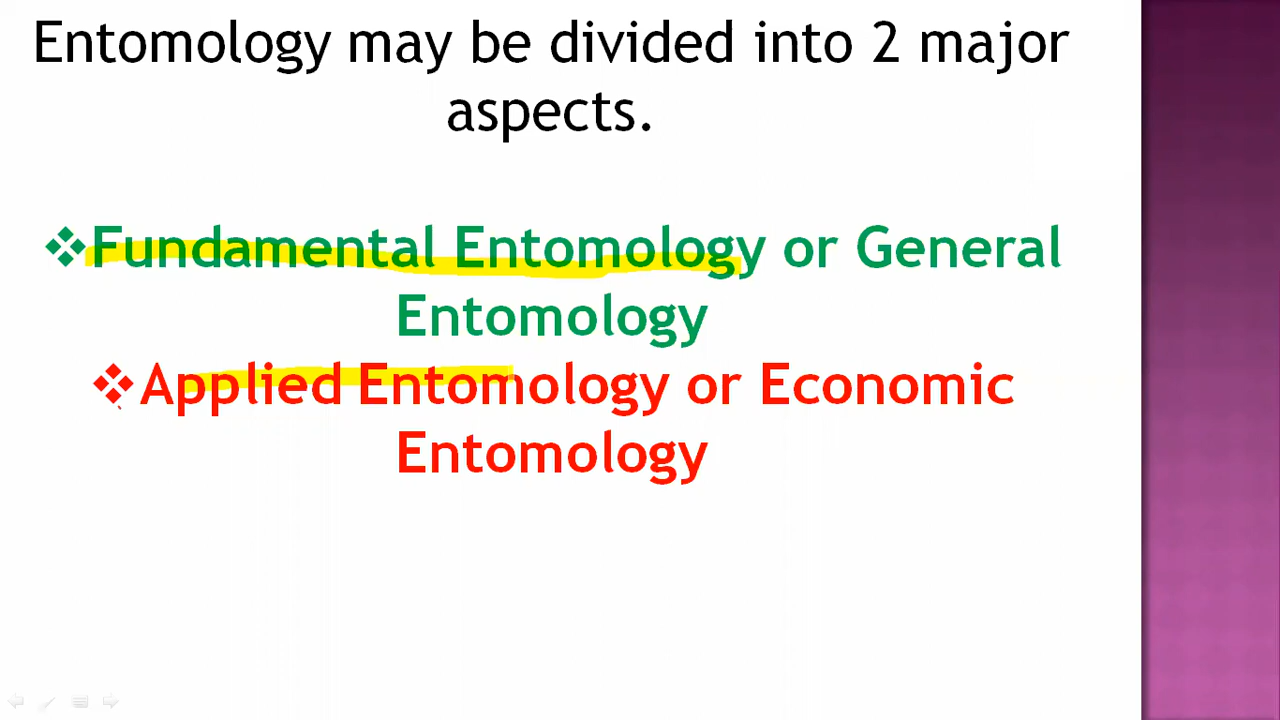 Entomology may be divided into 2 major
aspects.
❖Fundamental Entomology or General
Entomology
❖Applied Entomology or Economic
Entomology